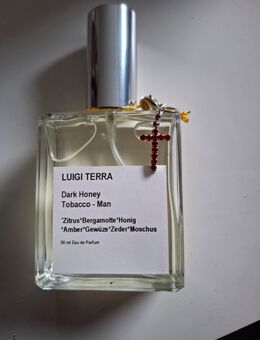 LUIGI TERRA
Dark Honey
Tobacco - Man
*Zitrus*Bergamotte*Honig
*Amber*Gewüze*Zeder*Moschus
50 ml Eau de Parfum